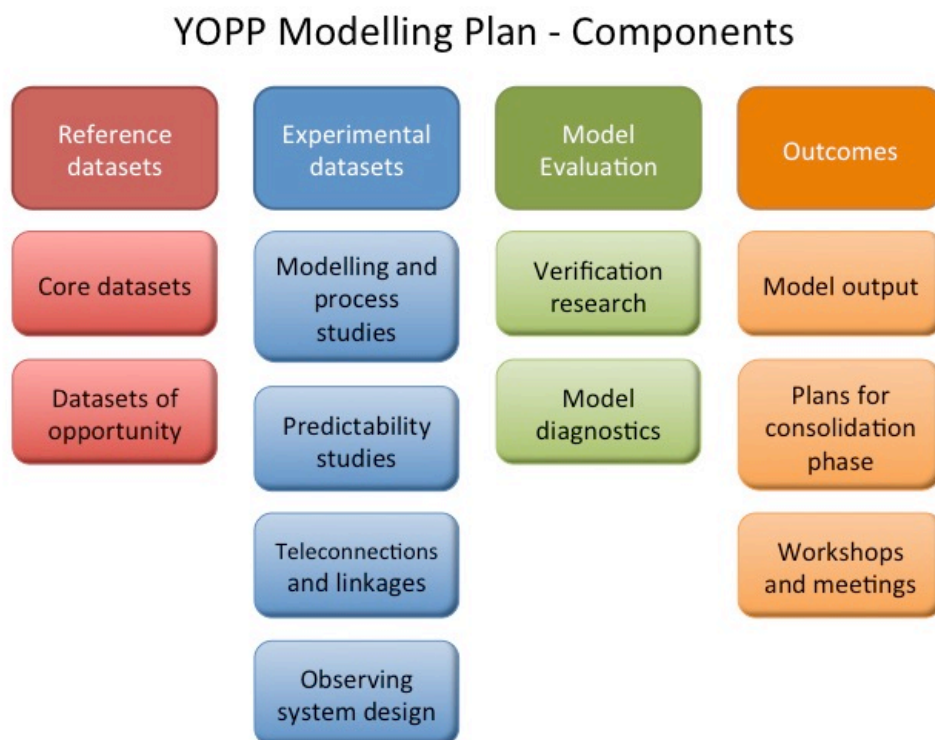 YOPP Modelling Plan - Components
Reference
datasets
Core datasets
Datasets of
opportunity
Experimental
datasets
Modelling and
process
studies
Predictability
studies
Teleconnections
and linkages
Observing
system design
Model
Evaluation
Verification
research
Model
diagnostics
Outcomes
Model output
Plans for
consolidation
phase
Workshops
and meetings